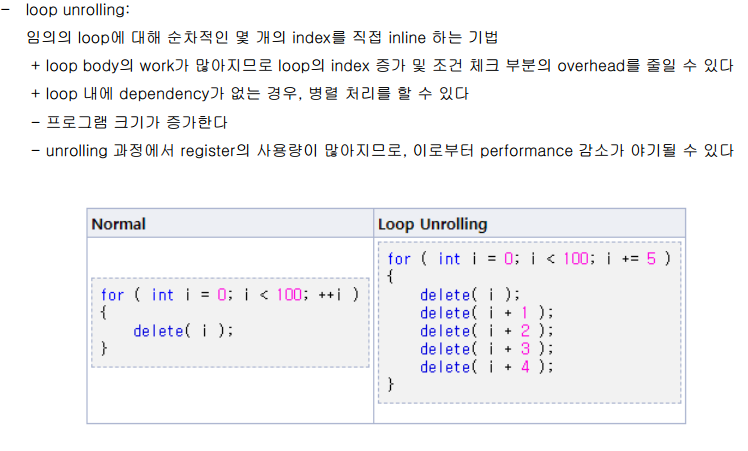 - loop unrolling:
임의의 loop에 대해 순차적인 몇 개의 index를 직접 inline 하는 기법
+ loop body의 work가 많아지므로 loop의 index 증가 및 조건 체크 부분의 overhead를 줄일 수 있다
+ loop 내에 dependency가 없는 경우, 병렬 처리를 할 수 있다
- 프로그램 크기가 증가한다
- unrolling 과정에서 register의 사용량이 많아지므로, 이로부터 performance 감소가 야기될 수 있다
Normal
for ( int i = 0; i < 100; ++i )
{
delete( i );
}
Loop Unrolling
for ( int i = 0; i < 100; i += 5 )
{
delete( i );
delete( i + 1 );
delete( i + 2 );
delete( i + 3 );
delete( i + 4 );
}